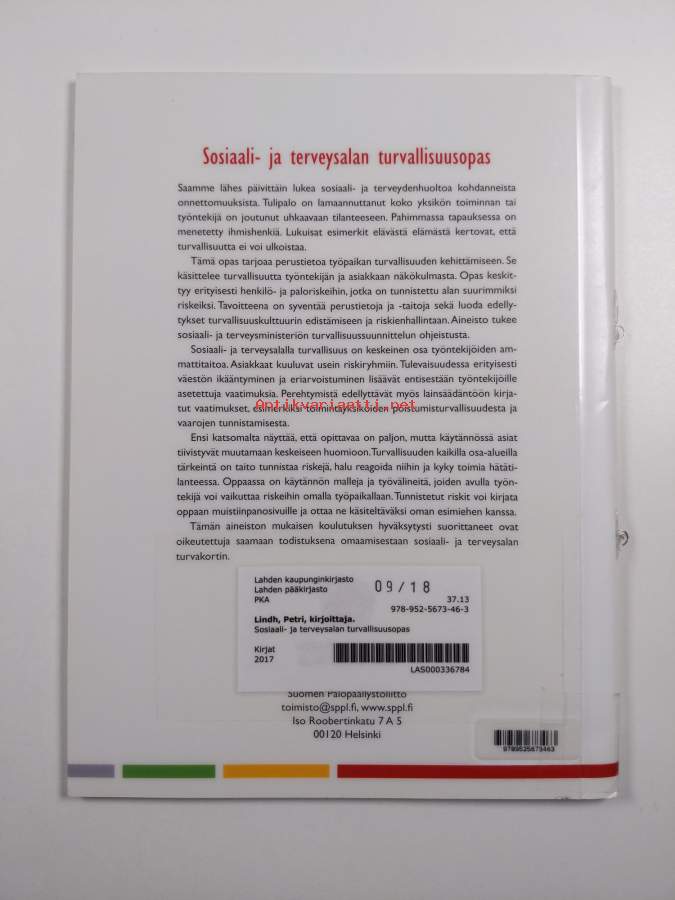 Sosiaali- ja terveysalan turvallisuusopas
Saamme lähes päivittäin lukea sosiaali- ja terveydenhuoltoa kohdanneista
onnettomuuksista. Tulipalo on lamaannuttanut koko yksikön toiminnan tai
työntekijä on joutunut uhkaavaan tilanteeseen. Pahimmassa tapauksessa on
menetetty ihmishenkiä. Lukuisat esimerkit elävästä elämästä kertovat, että
turvallisuutta ei voi ulkoistaa.
Tämä opas tarjoaa perustietoa työpaikan turvallisuuden kehittämiseen. Se
käsittelee turvallisuutta työntekijän ja asiakkaan näkökulmasta. Opas keskit-
tyy erityisesti henkilö- ja paloriskeihin, jotka on tunnistettu alan suurimmiksi
riskeiksi. Tavoitteena on syventää perustietoja ja -taitoja sekä luoda edelly-
tykset turvallisuuskulttuurin edistämiseen ja riskienhallintaan. Aineisto tukee
sosiaali- ja terveysministeriön turvallisuussuunnittelun ohjeistusta.
Sosiaali- ja terveysalalla turvallisuus on keskeinen osa työntekijöiden am-
mattitaitoa. Asiakkaat kuuluvat usein riskiryhmiin. Tulevaisuudessa erityisesti
väestön ikääntyminen ja eriarvoistuminen lisäävät entisestään työntekijöille
asetettuja vaatimuksia. Perehtymistä edellyttävät myös lainsäädäntöön kirja-
tut vaatimukset, esimerkiksi toimintayksiköiden poistumisturvallisuudesta ja
Antikvariaatti.net
vaarojen tunnistamisesta.
Ensi katsomalta näyttää, että opittavaa on paljon, mutta käytännössä asiat
tiivistyvät muutamaan keskeiseen huomioon. Turvallisuuden kaikilla osa-alueilla
tärkeintä on taito tunnistaa riskejä, halu reagoida niihin ja kyky toimia hätäti-
lanteessa. Oppaassa on käytännön malleja ja työvälineitä, joiden avulla työn-
tekijä voi vaikuttaa riskeihin omalla työpaikallaan. Tunnistetut riskit voi kirjata
oppaan muistiinpanosivuille ja ottaa ne käsiteltäväksi oman esimiehen kanssa.
Tämän aineiston mukaisen koulutuksen hyväksytysti suorittaneet ovat
oikeutettuja saamaan todistuksena omaamisestaan sosiaali- ja terveysalan
turvakortin.
Lahden kaupunginkirjasto
Lahden pääkirjasto
09/18
PKA
37.13
978-952-5673-46-3
Lindh, Petri, kirjoittaja.
Sosiaali- ja terveysalan turvallisuusopas
Kirjat
2017
LAS000336784
Suomen Palopäällystöliitto
toimisto@sppl.fi, www.sppl.fi
Iso Roobertinkatu 7 A 5
00120 Helsinki
9789525673463